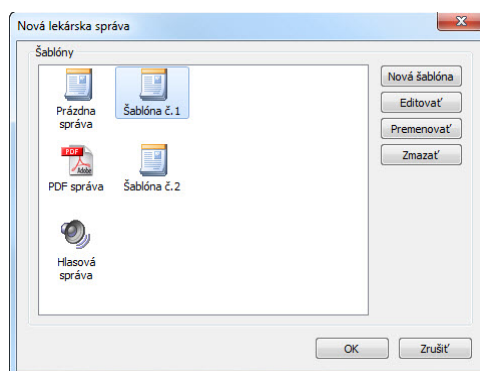 Nová lekárska správa
Šablóny
Prázdna
správa
Šablóna č.1
PDF
Adobe
PDF správa
Šablóna č.2
Hlasová
správa
Nová šablóna
Editovať
Premenovať
Zmazať
OK
Zrušiť